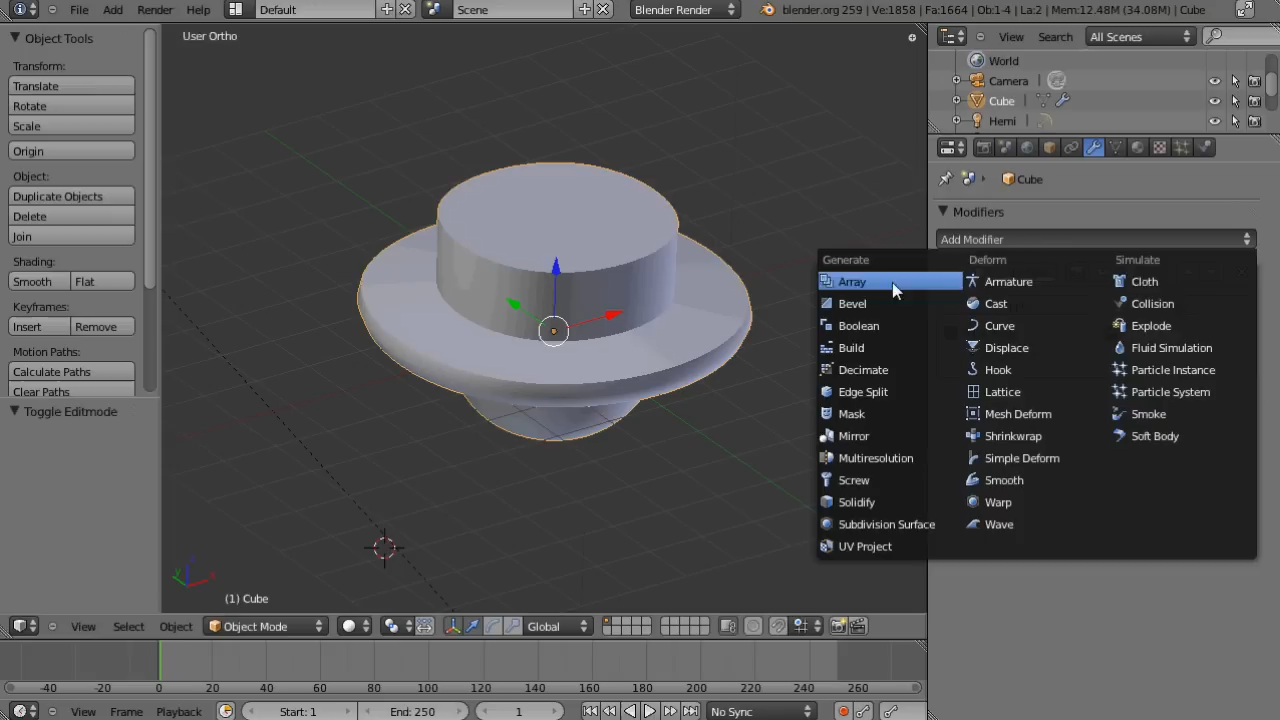 File Add Render Help Default Scene Blender Render blender.org 259 | Ve:1858 | Fa:1664 | Ob:1-4 | La:2 | Mem:12.48M (34.08M) | Cube
Object Tools
Transform:
Translate
Rotate
Scale
Origin
Object:
Duplicate Objects
Delete
Join
Shading:
Smooth Flat
Keyframes:
Insert Remove
Motion Paths:
Calculate Paths
Clear Paths
Toggle Editmode
User Ortho
(1) Cube
View Search All Scenes
World
Camera
Cube
Hemi
Cube
Modifiers
Add Modifier
Generate
Array
Bevel
Boolean
Build
Decimate
Edge Split
Mask
Mirror
Multiresolution
Screw
Solidify
Subdivision Surface
UV Project
Deform
Armature
Cast
Curve
Displace
Hook
Lattice
Mesh Deform
Shrinkwrap
Simple Deform
Smooth
Warp
Wave
Simulate
Cloth
Collision
Explode
Fluid Simulation
Particle Instance
Particle System
Smoke
Soft Body
View Select Object Object Mode Global
-40 -20 0 20 40 60 80 100 120 140 160 180 200 220 240 260
View Frame Playback Start: 1 End: 250 1 No Sync